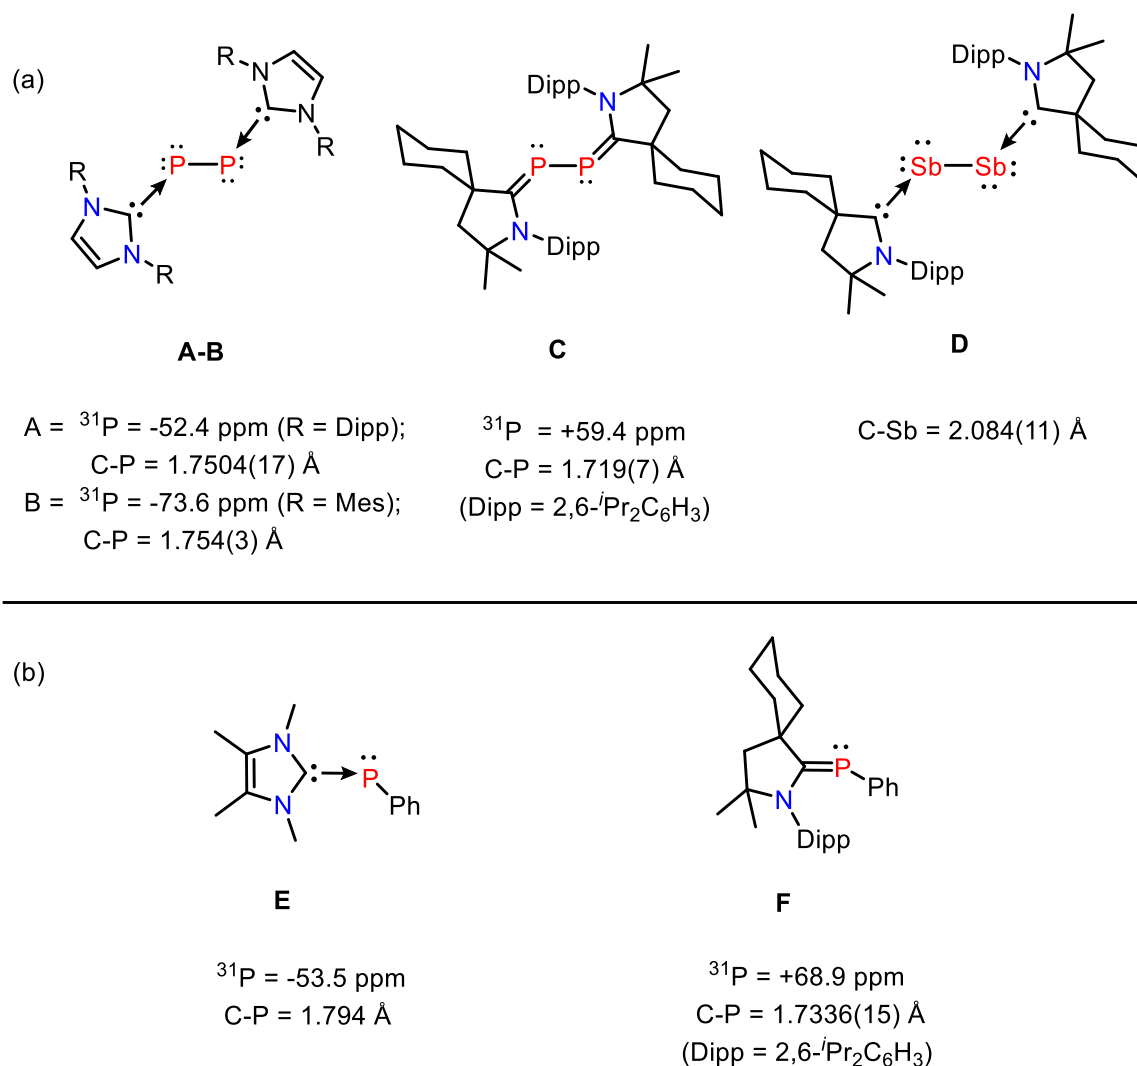 (a)
R
N
N
R
P
P
R
N
N
R
A-B
A = ³¹P = -52.4 ppm (R = Dipp);
C-P = 1.7504(17) Å
B = ³¹P = -73.6 ppm (R = Mes);
C-P = 1.754(3) Å
Dipp
N
P
P
N
Dipp
C
³¹P = +59.4 ppm
C-P = 1.719(7) Å
(Dipp = 2,6-ⁱPr₂C₆H₃)
Dipp
N
Sb
Sb
N
Dipp
D
C-Sb = 2.084(11) Å
(b)
N
P
Ph
N
E
³¹P = -53.5 ppm
C-P = 1.794 Å
P
Ph
N
Dipp
F
³¹P = +68.9 ppm
C-P = 1.7336(15) Å
(Dipp = 2,6-ⁱPr₂C₆H₃)